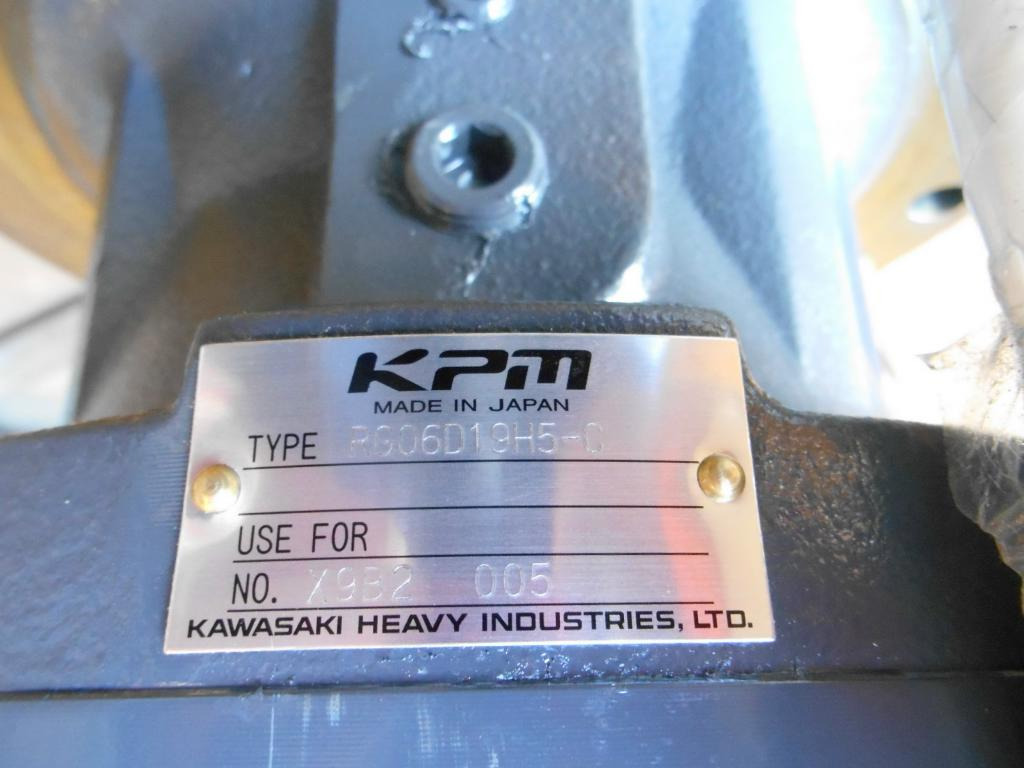 KPM
MADE IN JAPAN
TYPE RG06D19H5-C
USE FOR
NO. X9B2 005
KAWASAKI HEAVY INDUSTRIES, LTD.